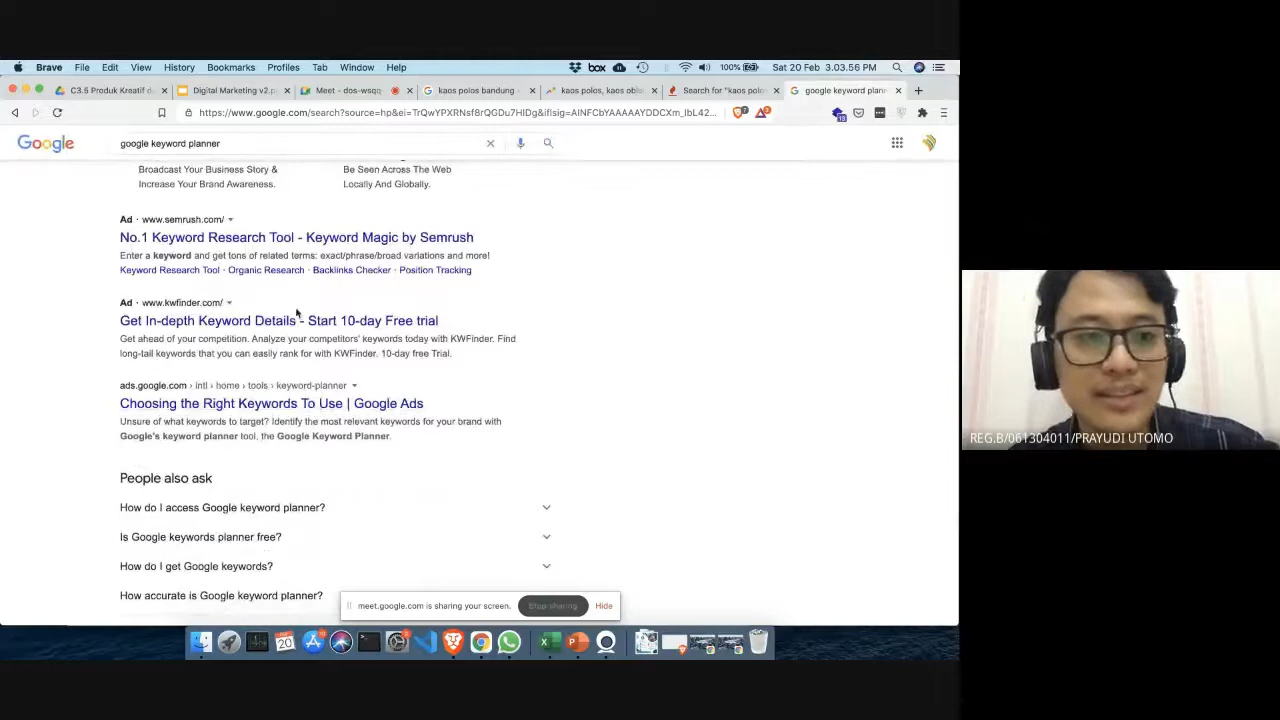 Brave File Edit View History Bookmarks Profiles Tab Window Help
box 100% Sat 20 Feb 3.03.56 PM
C3.5 Produk Kreatif d
Digital Marketing v2.p
Meet - dos-wsqq
kaos polos bandung
kaos polos, kaos oblo
Search for "kaos polos
google keyword plan
https://www.google.com/search?source=hp&ei=TrQwYPXRNsf8rQGDu7HIDg&iflsig=AINFCbYAAAAAYDDCXm_IbL42...
Google google keyword planner
Broadcast Your Business Story &
Increase Your Brand Awareness.
Be Seen Across The Web
Locally And Globally.
Ad · www.semrush.com/
No.1 Keyword Research Tool - Keyword Magic by Semrush
Enter a keyword and get tons of related terms: exact/phrase/broad variations and more!
Keyword Research Tool · Organic Research · Backlinks Checker · Position Tracking
Ad · www.kwfinder.com/
Get In-depth Keyword Details - Start 10-day Free trial
Get ahead of your competition. Analyze your competitors' keywords today with KWFinder. Find
long-tail keywords that you can easily rank for with KWFinder. 10-day free Trial.
ads.google.com › intl › home › tools › keyword-planner
Choosing the Right Keywords To Use | Google Ads
Unsure of what keywords to target? Identify the most relevant keywords for your brand with
Google's keyword planner tool, the Google Keyword Planner.
People also ask
How do I access Google keyword planner?
Is Google keywords planner free?
How do I get Google keywords?
How accurate is Google keyword planner?
meet.google.com is sharing your screen. Stop sharing Hide
REG.B/061304011/PRAYUDI UTOMO